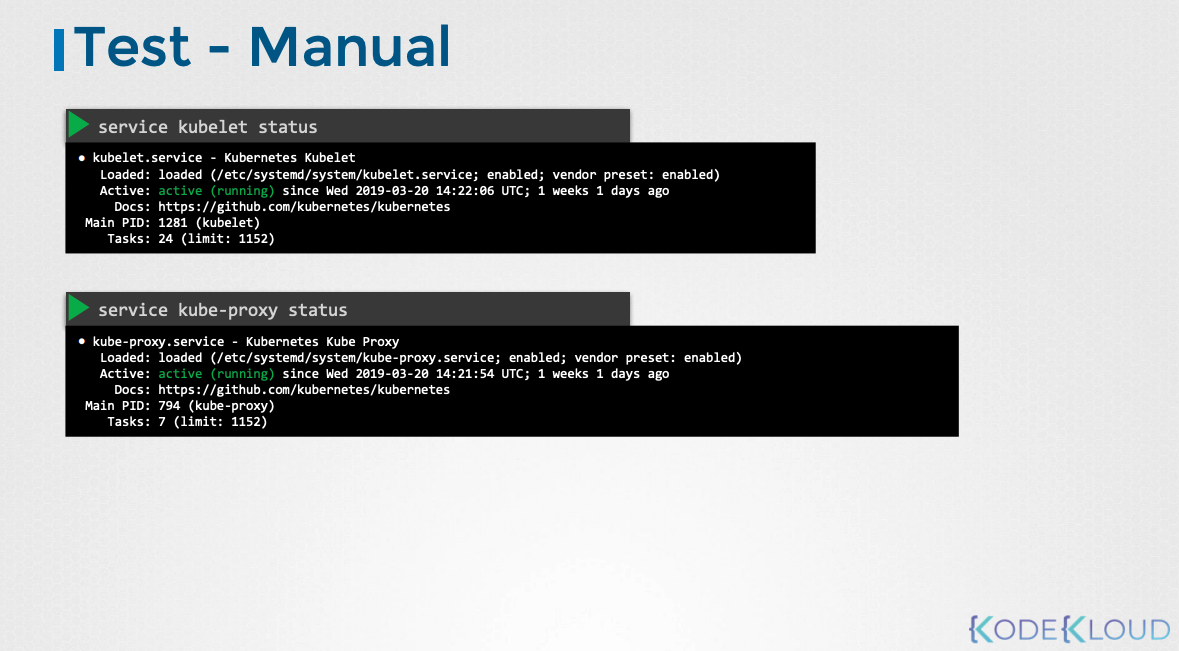 Test - Manual
service kubelet status
● kubelet.service - Kubernetes Kubelet
Loaded: loaded (/etc/systemd/system/kubelet.service; enabled; vendor preset: enabled)
Active: active (running) since Wed 2019-03-20 14:22:06 UTC; 1 weeks 1 days ago
Docs: https://github.com/kubernetes/kubernetes
Main PID: 1281 (kubelet)
Tasks: 24 (limit: 1152)
service kube-proxy status
● kube-proxy.service - Kubernetes Kube Proxy
Loaded: loaded (/etc/systemd/system/kube-proxy.service; enabled; vendor preset: enabled)
Active: active (running) since Wed 2019-03-20 14:21:54 UTC; 1 weeks 1 days ago
Docs: https://github.com/kubernetes/kubernetes
Main PID: 794 (kube-proxy)
Tasks: 7 (limit: 1152)
KODEKLOUD